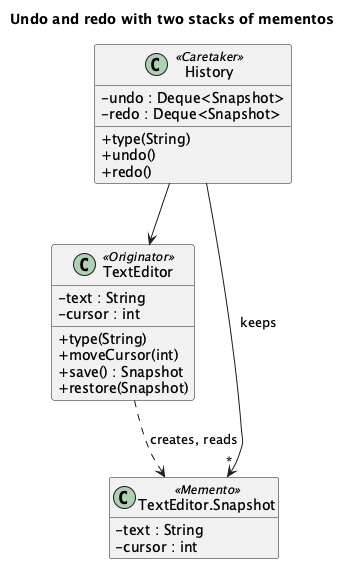 Undo and redo with two stacks of mementos
C
«Caretaker»
History
-undo : Deque<Snapshot>
-redo : Deque<Snapshot>
+type(String)
+undo()
+redo()
C
«Originator»
TextEditor
-text : String
-cursor : int
+type(String)
+moveCursor(int)
+save() : Snapshot
+restore(Snapshot)
keeps
creates, reads
*
C
«Memento»
TextEditor.Snapshot
-text : String
-cursor : int